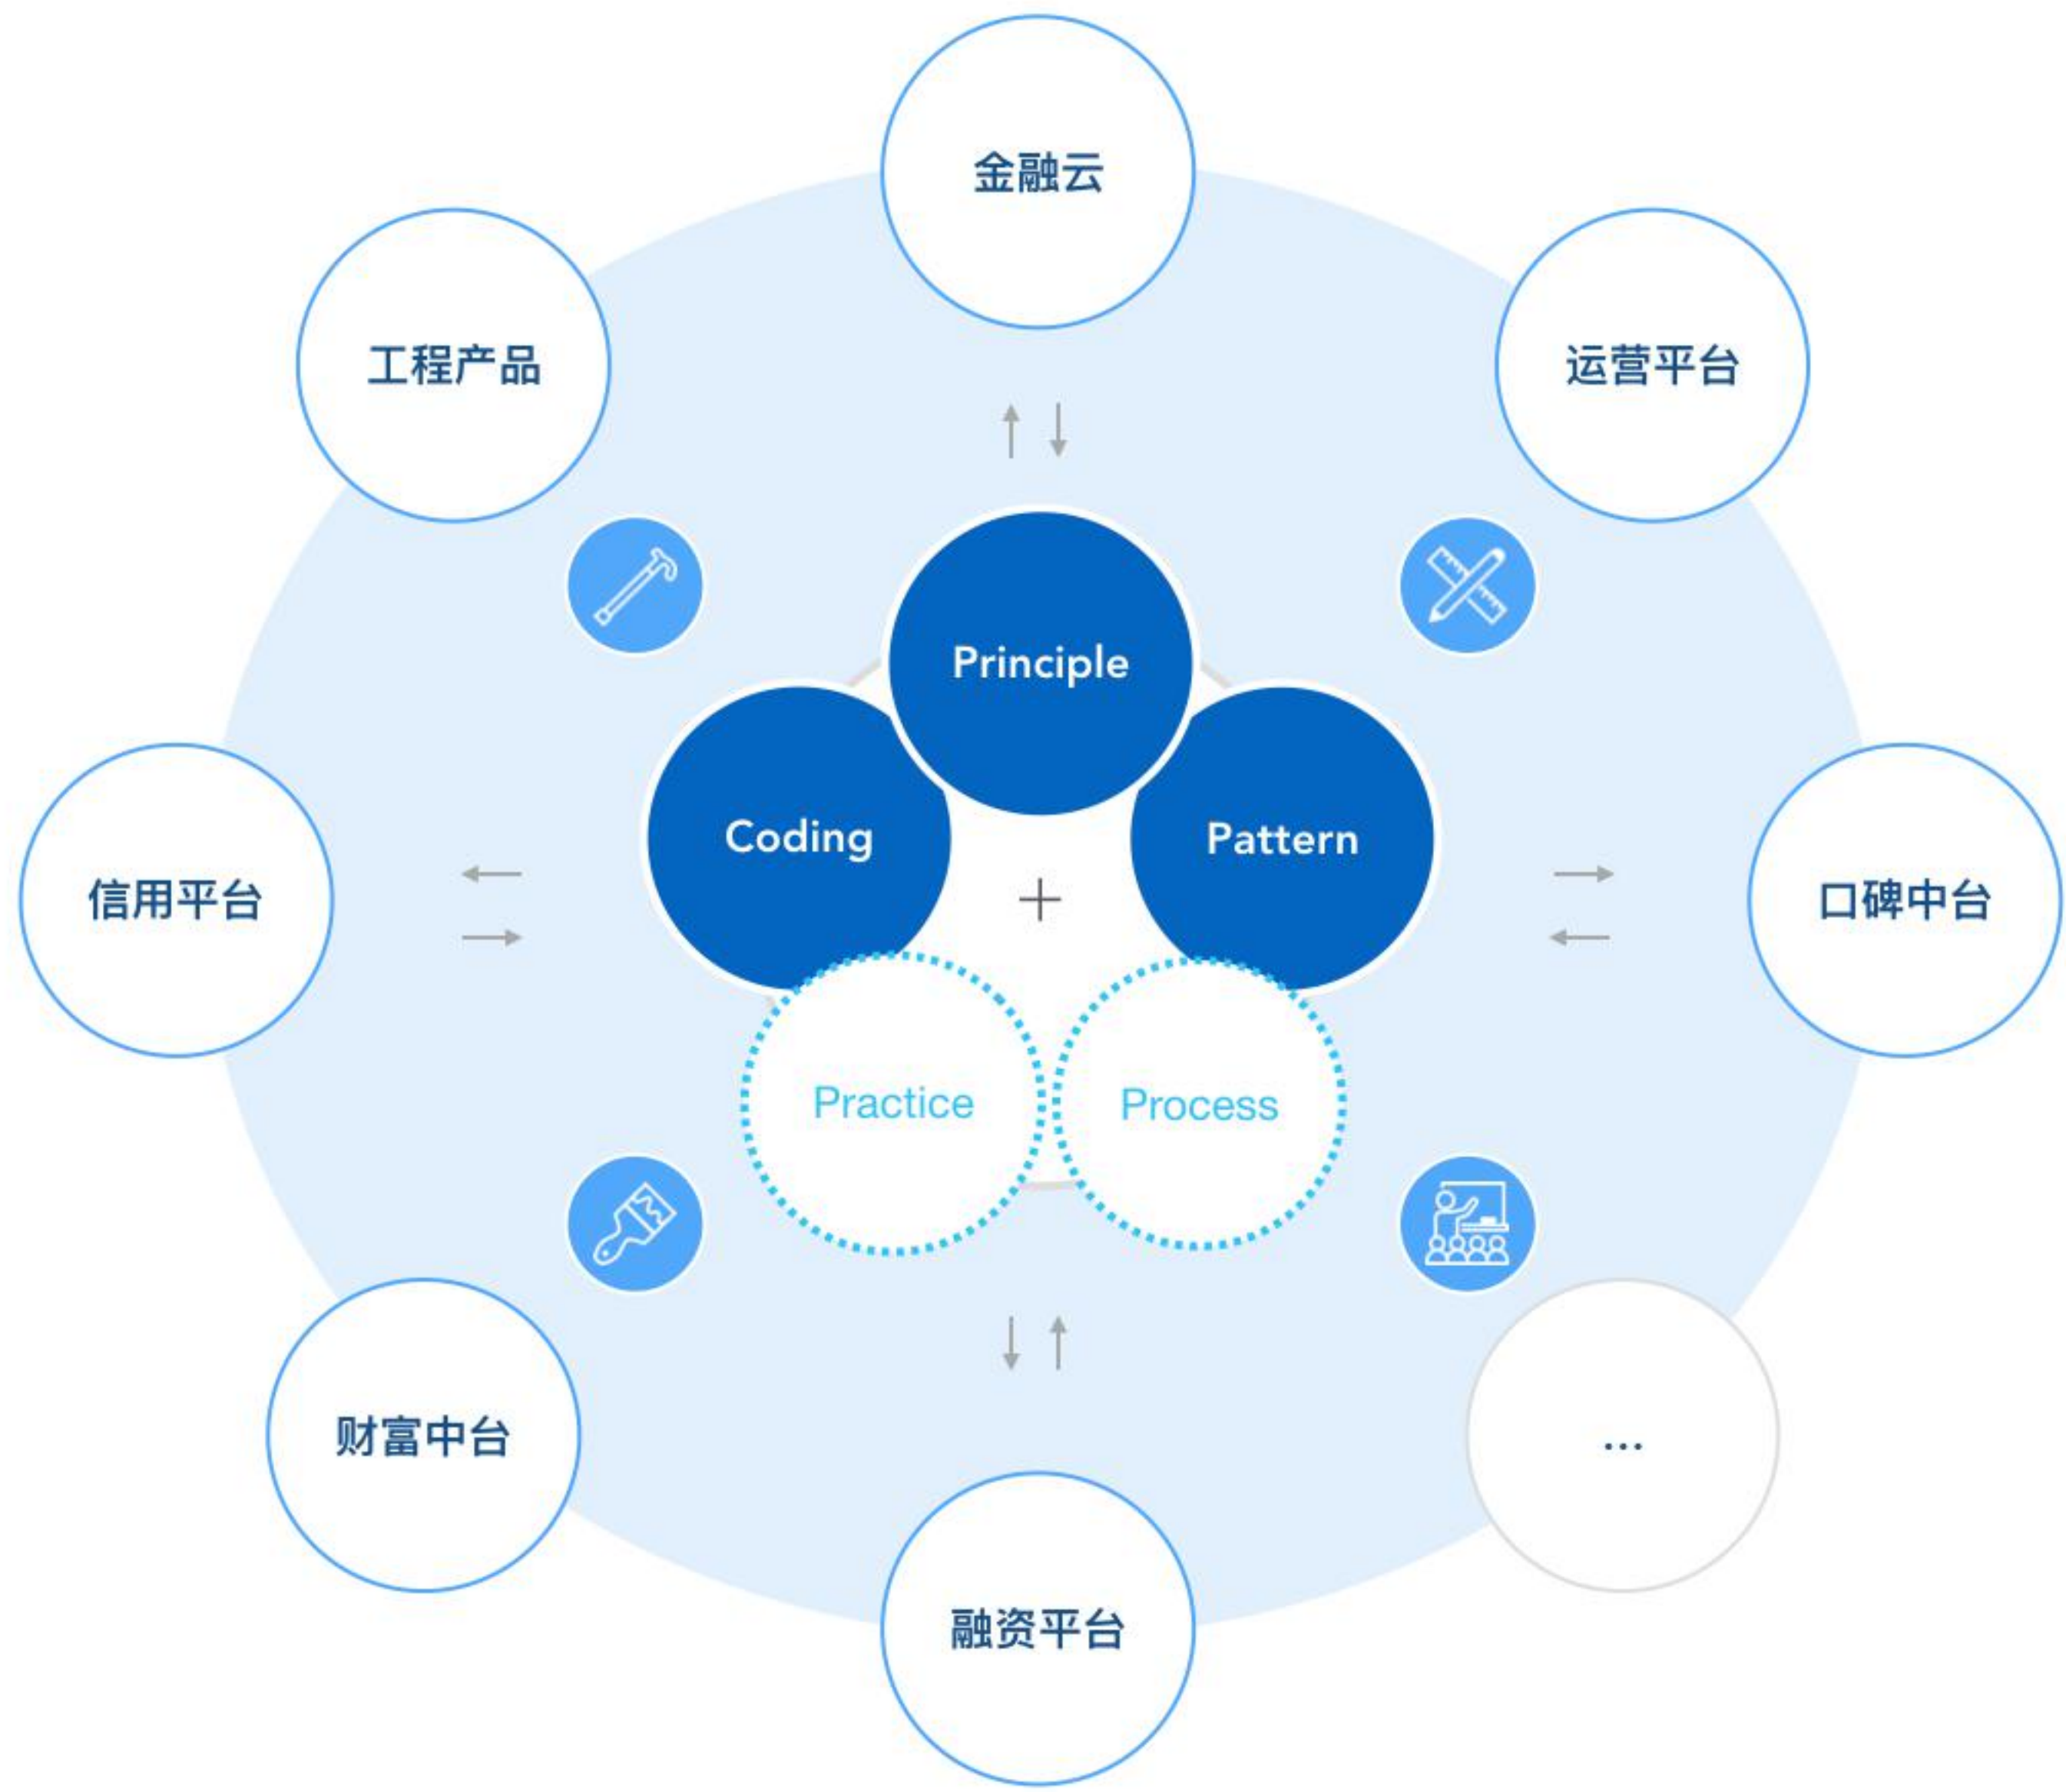 金融云
工程产品
运营平台
Principle
Coding
Pattern
信用平台
口碑中台
Practice
Process
财富中台
...
融资平台